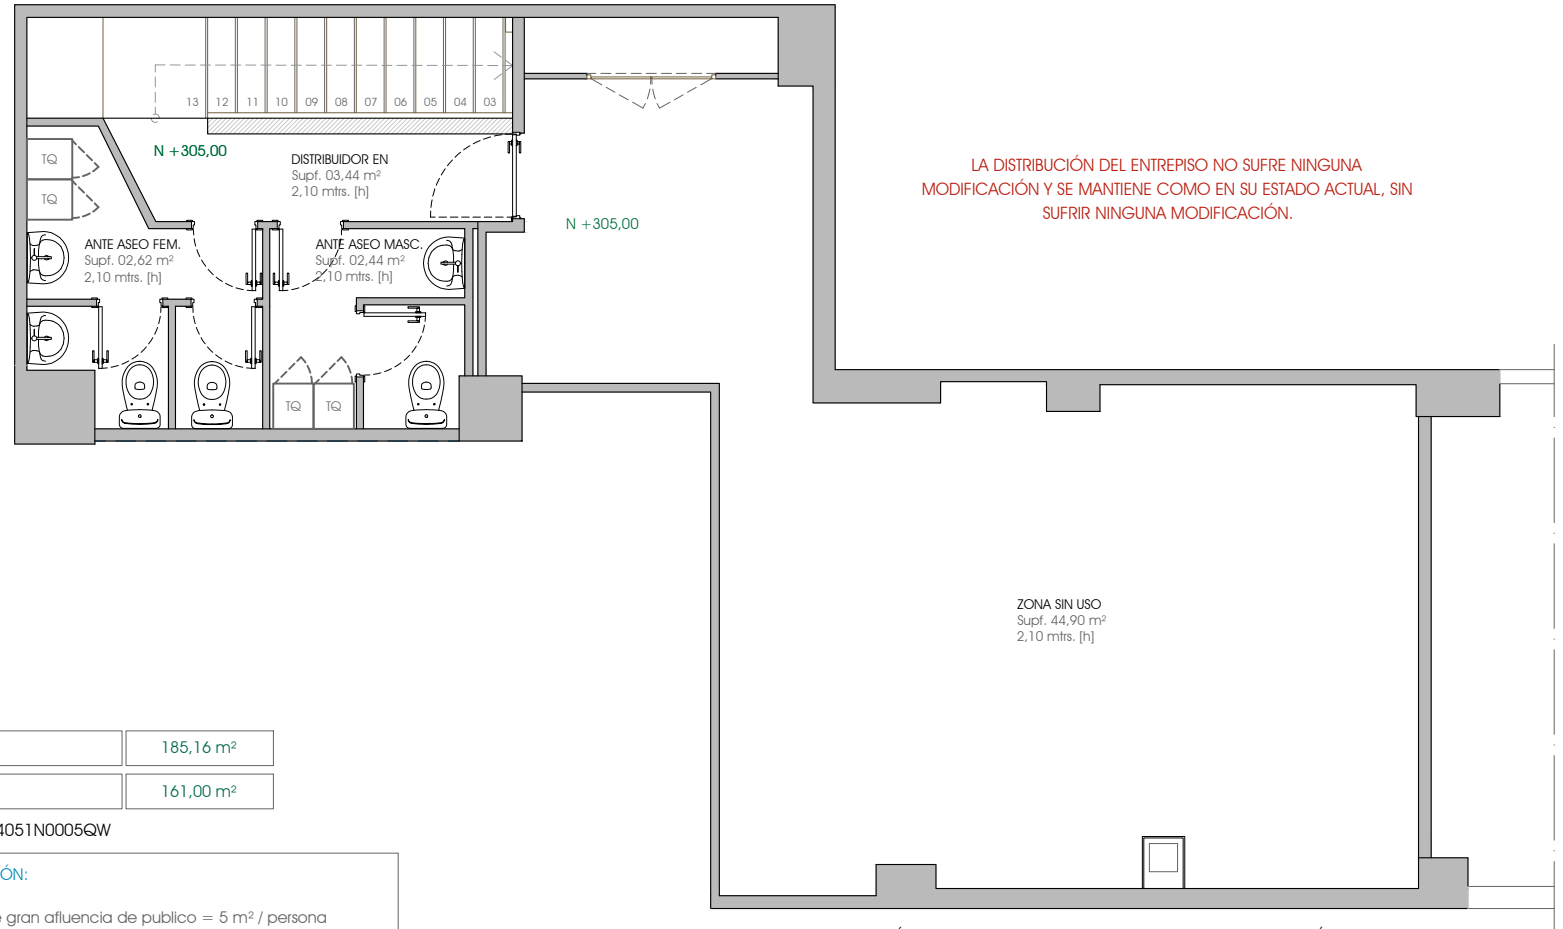 13 12 11 10 09 08 07 06 05 04 03
N +305,00
DISTRIBUIDOR EN
Supf. 03,44 m²
2,10 mtrs. [h]
TQ
TQ
N +305,00
ANTE ASEO FEM.
Supf. 02,62 m²
2,10 mtrs. [h]
ANTE ASEO MASC.
Supf. 02,44 m²
2,10 mtrs. [h]
TQ TQ
LA DISTRIBUCIÓN DEL ENTREPISO NO SUFRE NINGUNA
MODIFICACIÓN Y SE MANTIENE COMO EN SU ESTADO ACTUAL, SIN
SUFRIR NINGUNA MODIFICACIÓN.
ZONA SIN USO
Supf. 44,90 m²
2,10 mtrs. [h]
185,16 m²
161,00 m²
4051N0005QW
ÓN:
gran afluencia de publico = 5 m² / persona